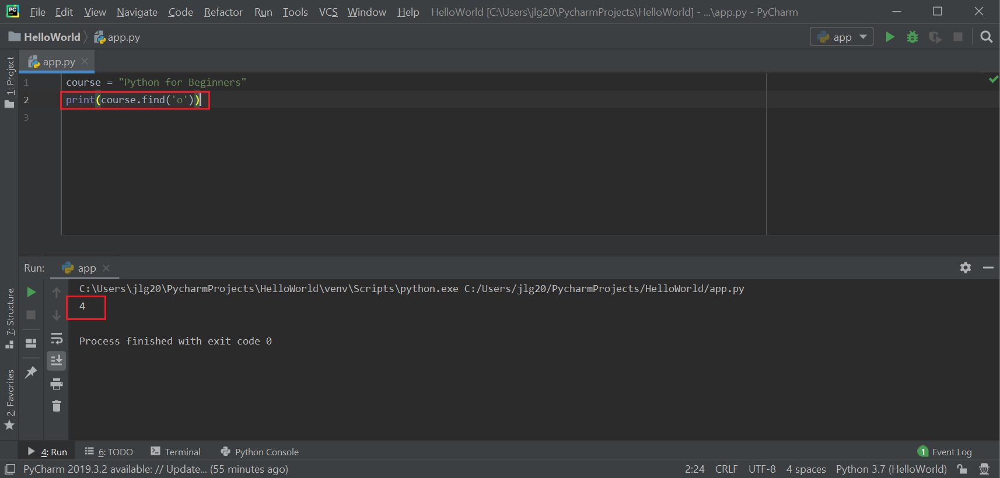 PC File Edit View Navigate Code Refactor Run Tools VCS Window Help HelloWorld [C:\Users\jlg20\PycharmProjects\HelloWorld] - ...\app.py - PyCharm
HelloWorld app.py app
1: Project
app.py
1 course = "Python for Beginners"
2 print(course.find('o'))
3
Run: app
C:\Users\jlg20\PycharmProjects\HelloWorld\venv\Scripts\python.exe C:/Users/jlg20/PycharmProjects/HelloWorld/app.py
4
Process finished with exit code 0
7: Structure
2: Favorites
4: Run 6: TODO Terminal Python Console 1 Event Log
PyCharm 2019.3.2 available: // Update... (55 minutes ago) 2:24 CRLF UTF-8 4 spaces Python 3.7 (HelloWorld)